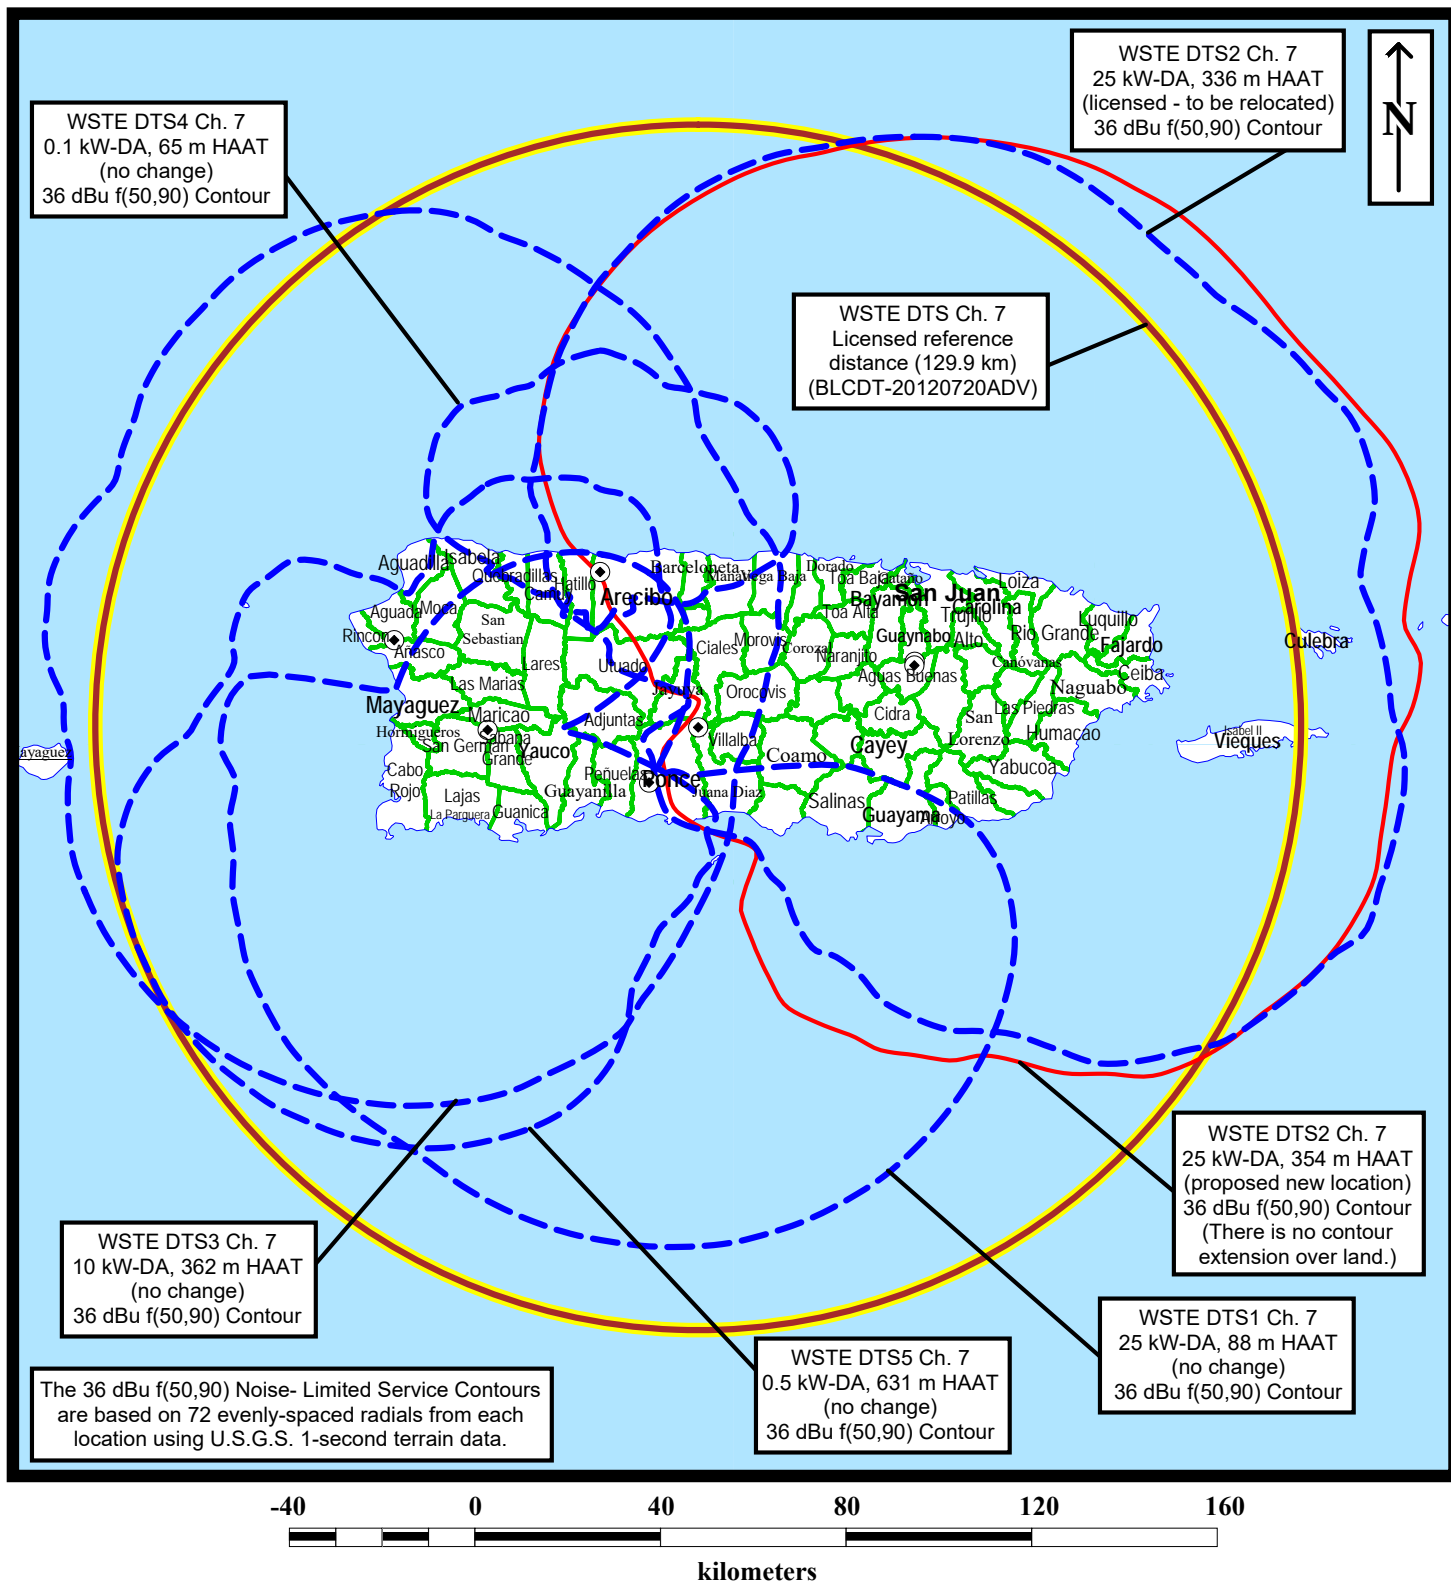 WSTE DTS2 Ch. 7
25 kW-DA, 336 m HAAT
(licensed - to be relocated)
36 dBu f(50,90) Contour
N
WSTE DTS4 Ch. 7
0.1 kW-DA, 65 m HAAT
(no change)
36 dBu f(50,90) Contour
WSTE DTS Ch. 7
Licensed reference
distance (129.9 km)
(BLCDT-20120720ADV)
Aguadilla
Isabela
Quebradillas
Camuy
Hatillo
Arecibo
Barceloneta
Manati
Vega Baja
Dorado
Toa Baja
Catano
Bayamon
San Juan
Loiza
Carolina
Aguada
Moca
San
Sebastian
Toa Alta
Trujillo
Alto
Rio Grande
Luquillo
Fajardo
Culebra
Rincon
Añasco
Lares
Utuado
Ciales
Morovis
Corozal
Naranjito
Guaynabo
Aguas Buenas
Canóvanas
Ceiba
Naguabo
Las Marias
Jayuya
Orocovis
Mayaguez
Maricao
Adjuntas
Cidra
San
Lorenzo
Las Piedras
Humacao
Isabel II
Vieques
Hormigueros
San German
Sabana
Grande
Yauco
Villalba
Coamo
Cayey
Yabucoa
ayaguez
Cabo
Rojo
Peñuelas
Ponce
Guayanilla
Juana Diaz
Salinas
Patillas
Lajas
La Parguera
Guanica
Guayama
Arroyo
WSTE DTS2 Ch. 7
25 kW-DA, 354 m HAAT
(proposed new location)
36 dBu f(50,90) Contour
(There is no contour
extension over land.)
WSTE DTS3 Ch. 7
10 kW-DA, 362 m HAAT
(no change)
36 dBu f(50,90) Contour
WSTE DTS1 Ch. 7
25 kW-DA, 88 m HAAT
(no change)
36 dBu f(50,90) Contour
WSTE DTS5 Ch. 7
0.5 kW-DA, 631 m HAAT
(no change)
36 dBu f(50,90) Contour
The 36 dBu f(50,90) Noise- Limited Service Contours
are based on 72 evenly-spaced radials from each
location using U.S.G.S. 1-second terrain data.
-40 0 40 80 120 160
kilometers